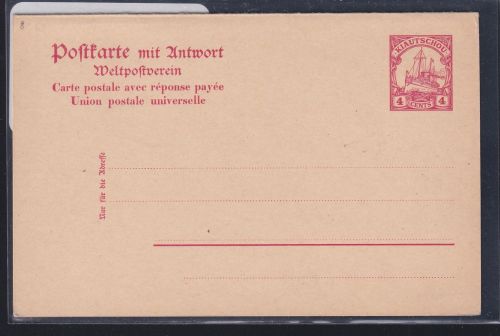 Postkarte mit Antwort
Weltpostverein
Carte postale avec réponse payée
Union postale universelle
KIAUTSCHOU
4 CENTS 4
Nur für die Adresse